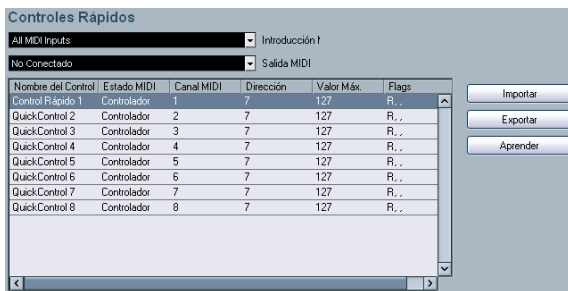 Controles Rápidos
All MIDI Inputs Introducción
No Conectado Salida MIDI
Nombre del Control Estado MIDI Canal MIDI Dirección Valor Máx. Flags
Control Rápido 1 Controlador 1 7 127 R, ,
QuickControl 2 Controlador 2 7 127 R, ,
QuickControl 3 Controlador 3 7 127 R, ,
QuickControl 4 Controlador 4 7 127 R, ,
QuickControl 5 Controlador 5 7 127 R, ,
QuickControl 6 Controlador 6 7 127 R, ,
QuickControl 7 Controlador 7 7 127 R, ,
QuickControl 8 Controlador 8 7 127 R, ,
Importar
Exportar
Aprender